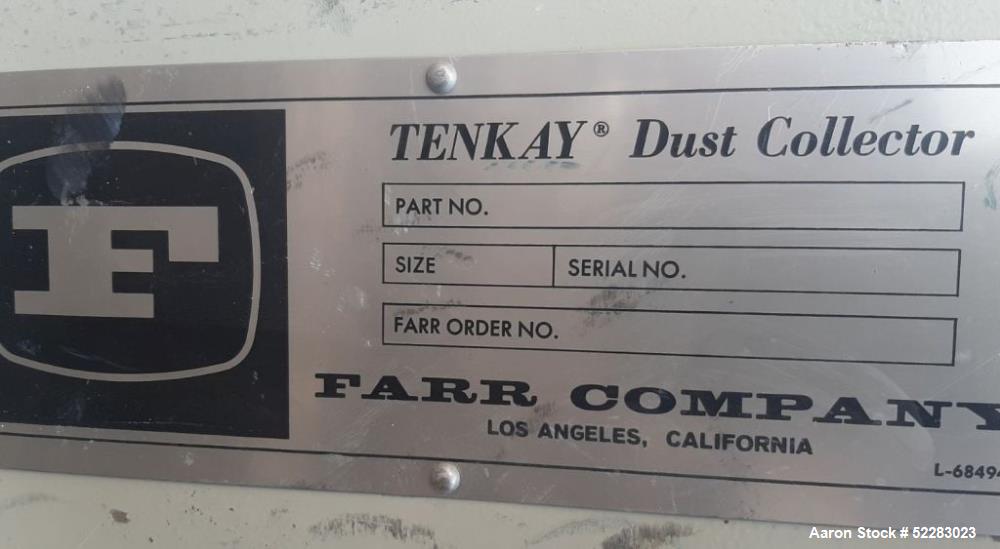 F
TENKAY® Dust Collector
PART NO.
SIZE SERIAL NO.
FARR ORDER NO.
FARR COMPANY
LOS ANGELES, CALIFORNIA
L-68494
Aaron Stock # 52283023